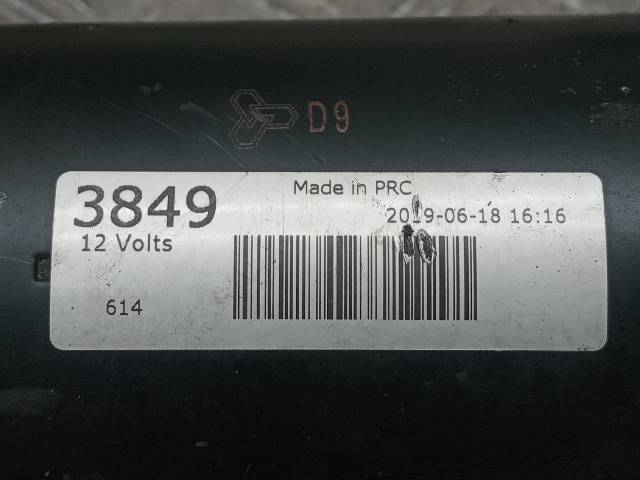 D9
Made in PRC
3849
2019-06-18 16:16
12 Volts
614